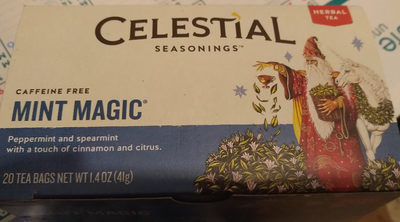 CELESTIAL
SEASONINGS™
HERBAL
TEA
CAFFEINE FREE
MINT MAGIC®
Peppermint and spearmint
with a touch of cinnamon and citrus.
20 TEA BAGS NET WT 1.4 OZ (41g)